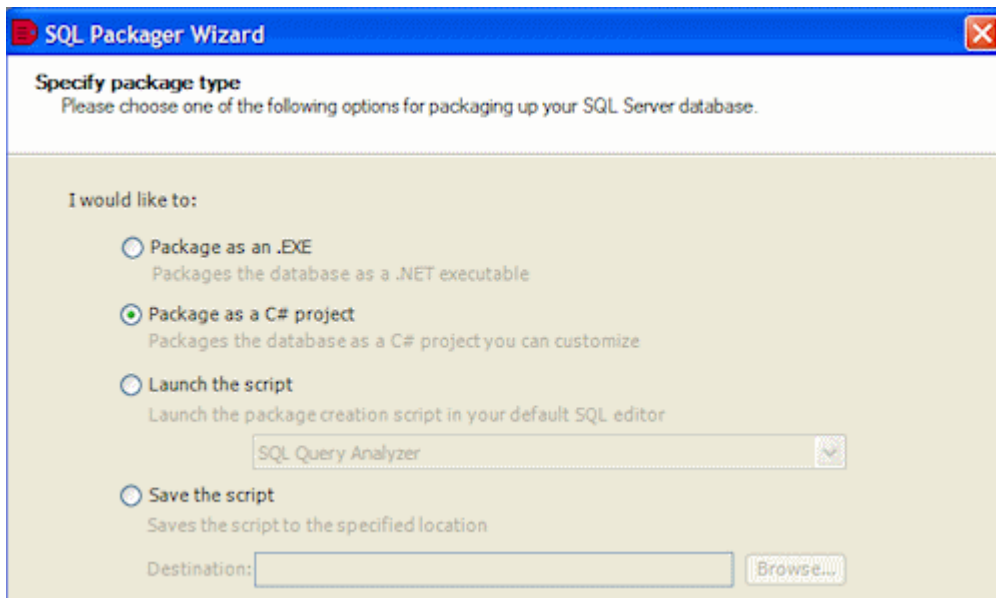 SQL Packager Wizard
Specify package type
Please choose one of the following options for packaging up your SQL Server database.
I would like to:
Package as an .EXE
Packages the database as a .NET executable
Package as a C# project
Packages the database as a C# project you can customize
Launch the script
Launch the package creation script in your default SQL editor
SQL Query Analyzer
Save the script
Saves the script to the specified location
Destination: Browse...